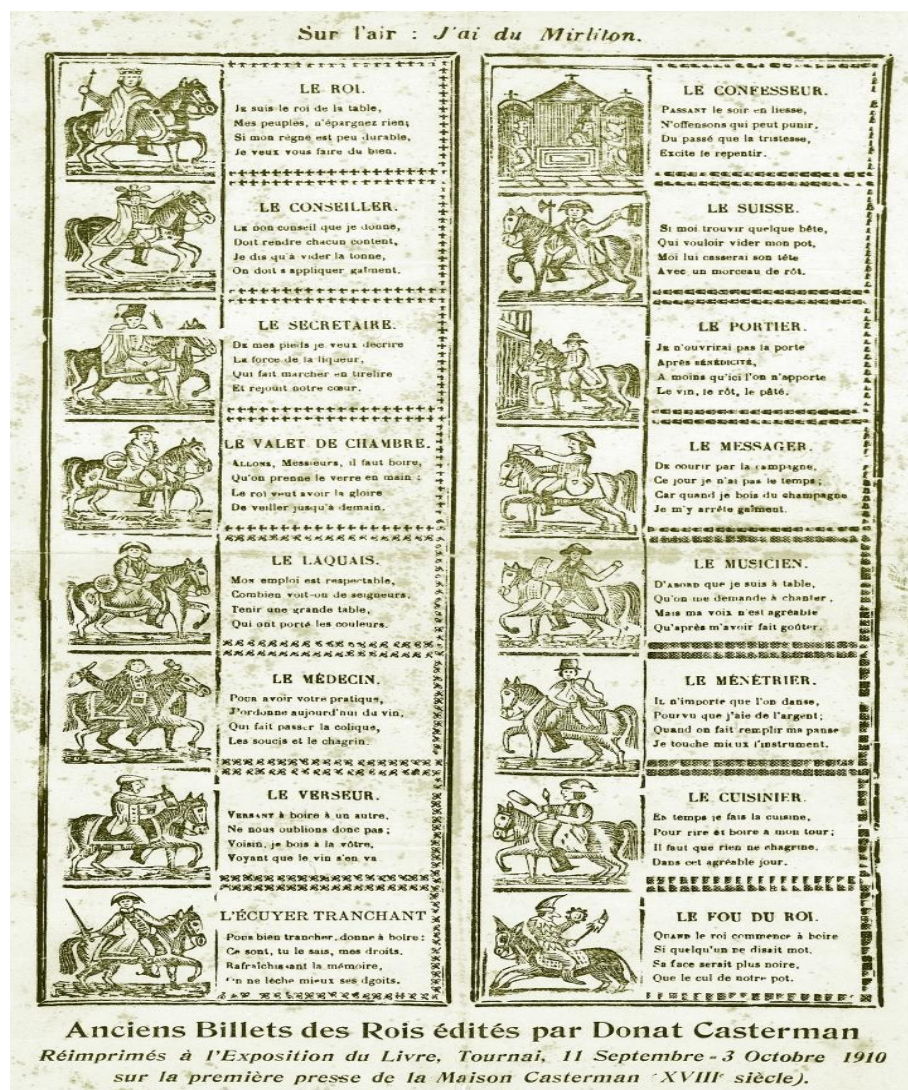 Sur l'air : J'ai du Mirliton.
LE ROI.
Je suis le roi de la table,
Mes peuples, n'épargnez rien;
Si mon règne est peu durable,
Je veux vous faire du bien.
LE CONSEILLER.
Le bon conseil que je donne,
Doit rendre chacun content,
Je dis qu'à vider la tonne,
On doit s appliquer gaîment.
LE SECRETAIRE.
De mes pieds je veux décrire
La force de la liqueur,
Qui fait marcher en tirelire
Et rejouit notre cœur.
LE VALET DE CHAMBRE.
Allons, Messieurs, il faut boire,
Qu'on prenne le verre en main :
Le roi veut avoir la gloire
De veiller jusqu'à demain.
LE LAQUAIS.
Mon emploi est respectable,
Combien voit-on de seigneurs,
Tenir une grande table,
Qui ont porté les couleurs.
LE MÉDECIN.
Pour avoir votre pratique,
J'ordonne aujourd'hui du vin,
Qui fait passer la colique,
Les soucis et le chagrin.
LE VERSEUR.
Versant à boire à un autre,
Ne nous oublions donc pas ;
Voisin, je bois à la vôtre,
Voyant que le vin s'en va
L'ÉCUYER TRANCHANT
Pour bien trancher, donne à boire :
Ce sont, tu le sais, mes droits.
Rafraîchissant la mémoire,
On ne lèche mieux ses doigts.
LE CONFESSEUR.
Passant le soir en liesse,
N'offensons qui peut punir,
Du passé que la tristesse,
Excite le repentir.
LE SUISSE.
Si moi trouvir quelque bête,
Qui vouloir vider mon pot,
Moi lui casserai son tête
Avec un morceau de rôt.
LE PORTIER.
Je n'ouvrirai pas la porte
Après BÉNÉDICITÉ,
A moins qu'ici l'on n'apporte
Le vin, le rôt, le pâté.
LE MESSAGER.
De courir par la campagne,
Ce jour je n'ai pas le temps ;
Car quand je bois du champagne
Je m'y arrête gaîment.
LE MUSICIEN.
D'abord que je suis à table,
Qu'on me demande à chanter,
Mais ma voix n'est agréable
Qu'après m'avoir fait goûter.
LE MÉNÉTRIER.
Il n'importe que l'on danse,
Pourvu que j'aie de l'argent ;
Quand on fait remplir ma panse
Je touche mieux l'instrument.
LE CUISINIER.
En temps je fais la cuisine,
Pour rire et boire à mon tour ;
Il faut que rien ne chagrine,
Dans cet agréable jour.
LE FOU DU ROI.
Quand le roi commence à boire
Si quelqu'un ne disait mot,
Sa face serait plus noire,
Que le cul de notre pot.
Anciens Billets des Rois édités par Donat Casterman
Réimprimés à l'Exposition du Livre, Tournai, 11 Septembre - 3 Octobre 1910
sur la première presse de la Maison Casterman (XVIIIe siècle).